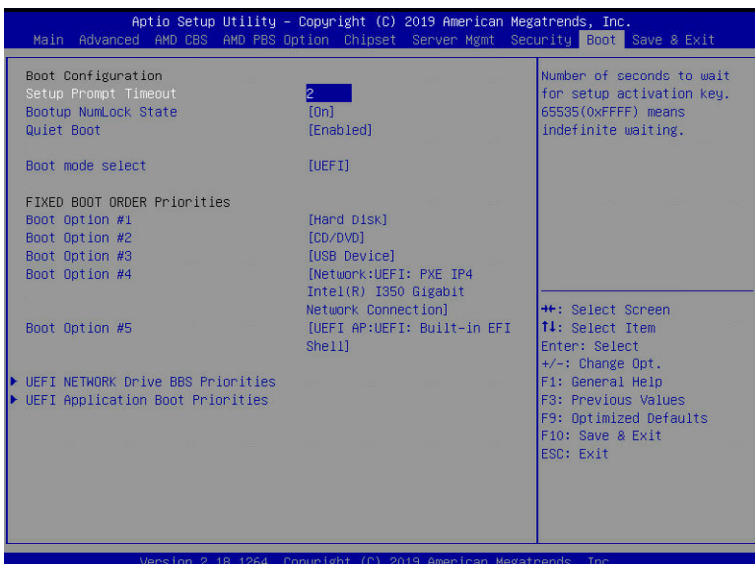 Aptio Setup Utility – Copyright (C) 2019 American Megatrends, Inc.
Main Advanced AMD CBS AMD PBS Option Chipset Server Mgmt Security Boot Save & Exit
Boot Configuration
Setup Prompt Timeout 2
Bootup NumLock State [On]
Quiet Boot [Enabled]
Boot mode select [UEFI]
FIXED BOOT ORDER Priorities
Boot Option #1 [Hard Disk]
Boot Option #2 [CD/DVD]
Boot Option #3 [USB Device]
Boot Option #4 [Network:UEFI: PXE IP4
Intel(R) I350 Gigabit
Network Connection]
Boot Option #5 [UEFI AP:UEFI: Built-in EFI
Shell]
UEFI NETWORK Drive BBS Priorities
UEFI Application Boot Priorities
Number of seconds to wait
for setup activation key.
65535(0xFFFF) means
indefinite waiting.
→←: Select Screen
↑↓: Select Item
Enter: Select
+/-: Change Opt.
F1: General Help
F3: Previous Values
F9: Optimized Defaults
F10: Save & Exit
ESC: Exit
Version 2.18.1264. Copyright (C) 2019 American Megatrends, Inc.